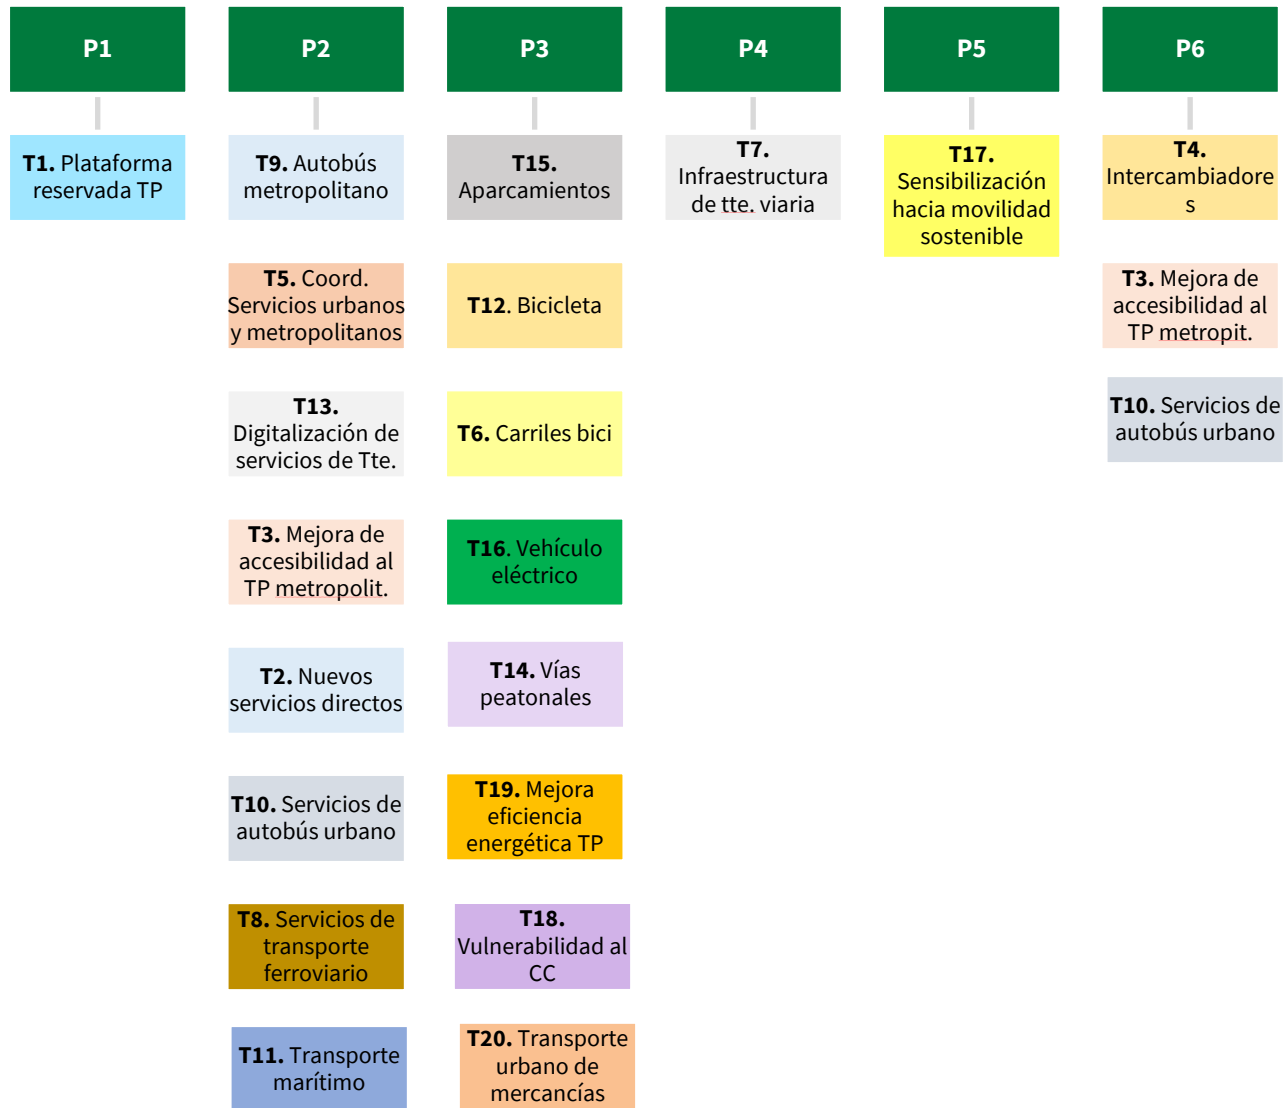 P1
P2
P3
P4
P5
P6
T1. Plataforma
reservada TP
T9. Autobús
metropolitano
T15.
Aparcamientos
T7.
Infraestructura
de tte. viaria
T17.
Sensibilización
hacia movilidad
sostenible
T4.
Intercambiadore
s
T5. Coord.
Servicios urbanos
y metropolitanos
T12. Bicicleta
T3. Mejora de
accesibilidad al
TP metropit.
T13.
Digitalización de
servicios de Tte.
T6. Carriles bici
T10. Servicios de
autobús urbano
T3. Mejora de
accesibilidad al
TP metropolit.
T16. Vehículo
eléctrico
T2. Nuevos
servicios directos
T14. Vías
peatonales
T10. Servicios de
autobús urbano
T19. Mejora
eficiencia
energética TP
T8. Servicios de
transporte
ferroviario
T18.
Vulnerabilidad al
CC
T11. Transporte
marítimo
T20. Transporte
urbano de
mercancías